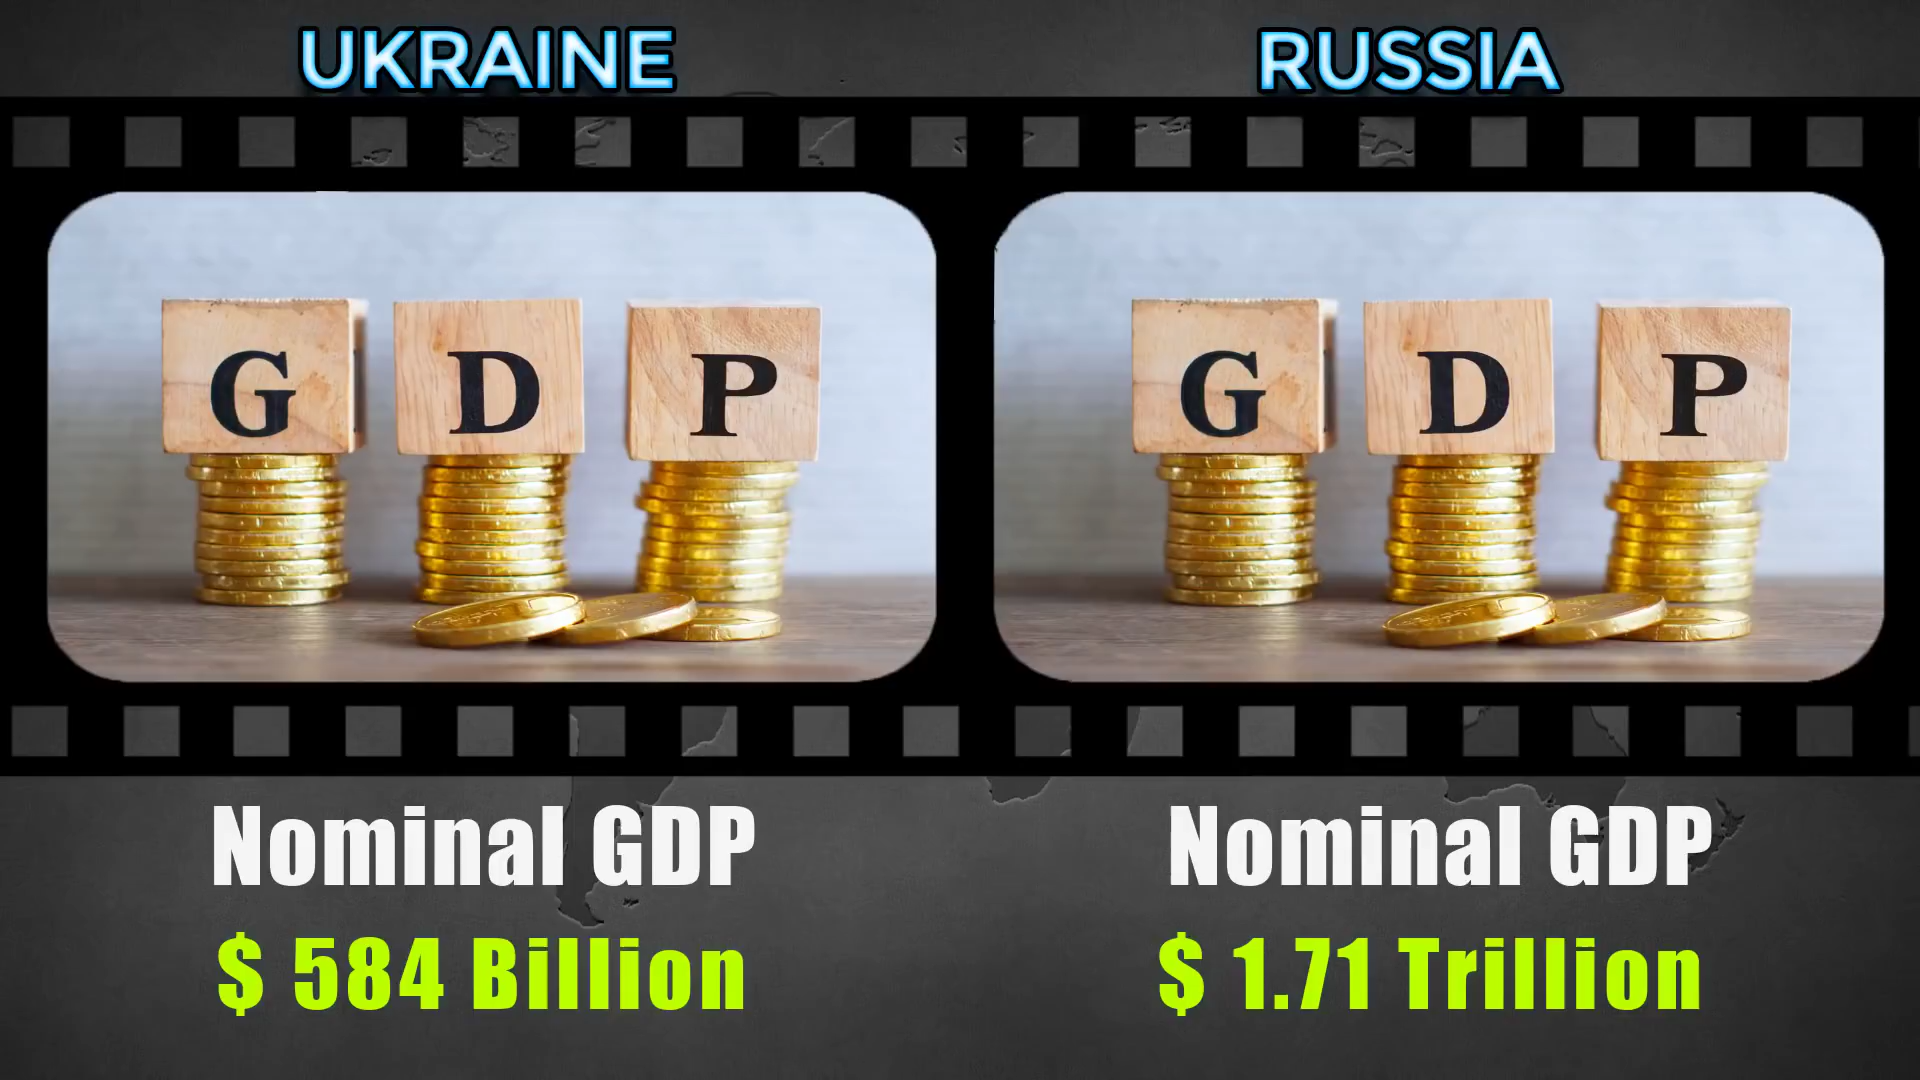 UKRAINE
RUSSIA
G D P
G D P
Nominal GDP
Nominal GDP
$ 584 Billion
$ 1.71 Trillion